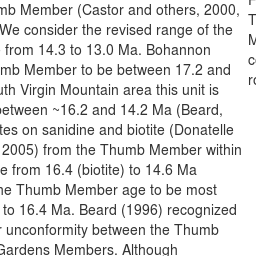 mb Member (Castor and others, 2000,
We consider the revised range of the
from 14.3 to 13.0 Ma. Bohannon
mb Member to be between 17.2 and
uth Virgin Mountain area this unit is
between ~16.2 and 14.2 Ma (Beard,
tes on sanidine and biotite (Donatelle
2005) from the Thumb Member within
e from 16.4 (biotite) to 14.6 Ma
he Thumb Member age to be most
to 16.4 Ma. Beard (1996) recognized
r unconformity between the Thumb
Gardens Members. Although